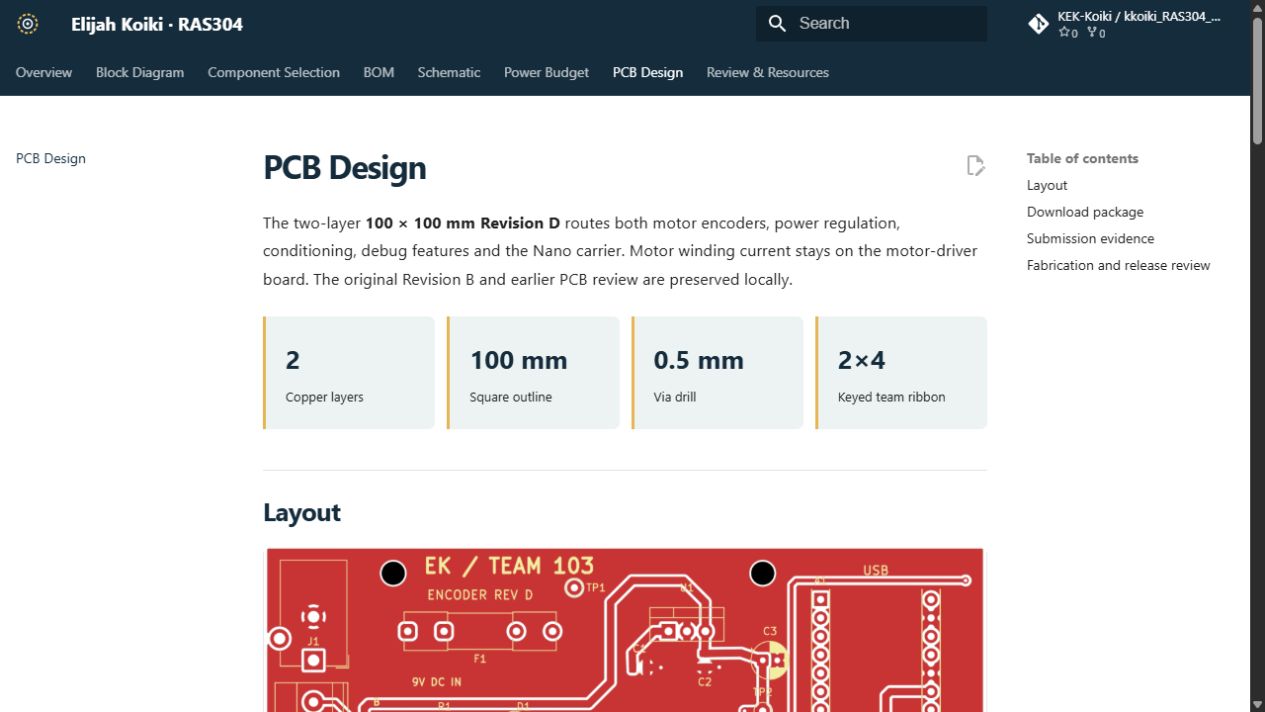 Elijah Koiki · RAS304
Search
KEK-Koiki / kkoiki_RAS304_...
0 0
Overview Block Diagram Component Selection BOM Schematic Power Budget PCB Design Review & Resources
PCB Design
PCB Design
The two-layer 100 × 100 mm Revision D routes both motor encoders, power regulation,
conditioning, debug features and the Nano carrier. Motor winding current stays on the motor-driver
board. The original Revision B and earlier PCB review are preserved locally.
2
Copper layers
100 mm
Square outline
0.5 mm
Via drill
2×4
Keyed team ribbon
Layout
EK / TEAM 103
ENCODER REV D
TP1
U1
USB
J1
F1
C3
C2
9V DC IN
TP2
R1
D1
Table of contents
Layout
Download package
Submission evidence
Fabrication and release review